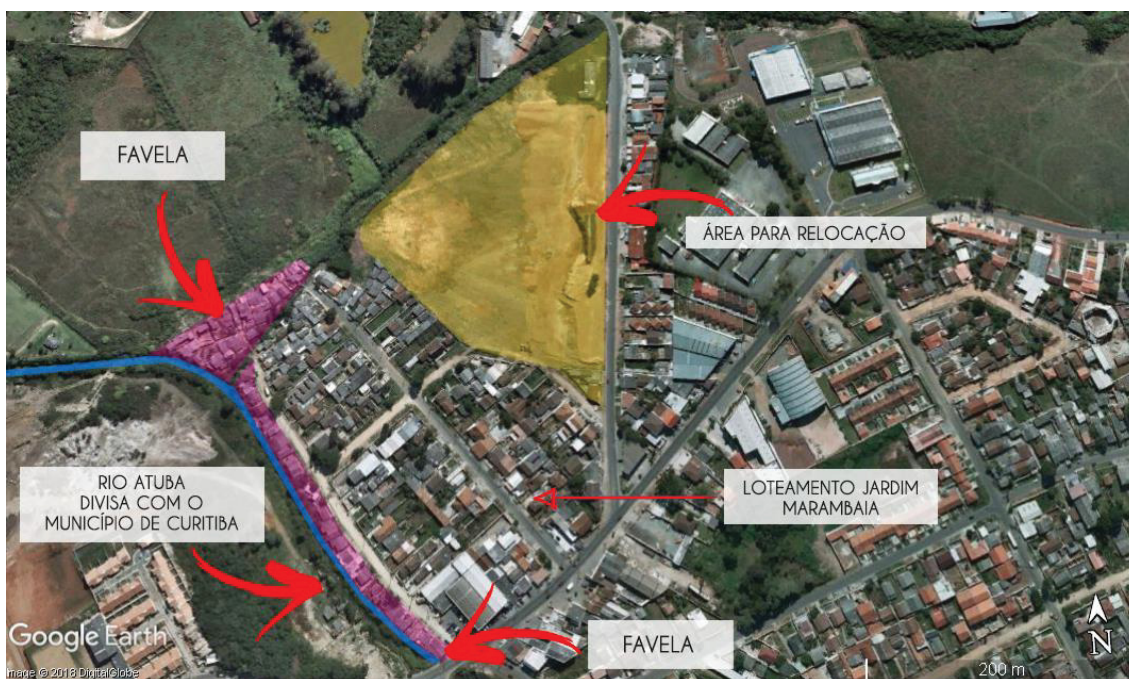 FAVELA
ÁREA PARA RELOCAÇÃO
RIO ATUBA
DIVISA COM O
MUNICÍPIO DE CURITIBA
LOTEAMENTO JARDIM
MARAMBAIA
FAVELA
Google Earth
Image © 2018 DigitalGlobe
N
200 m